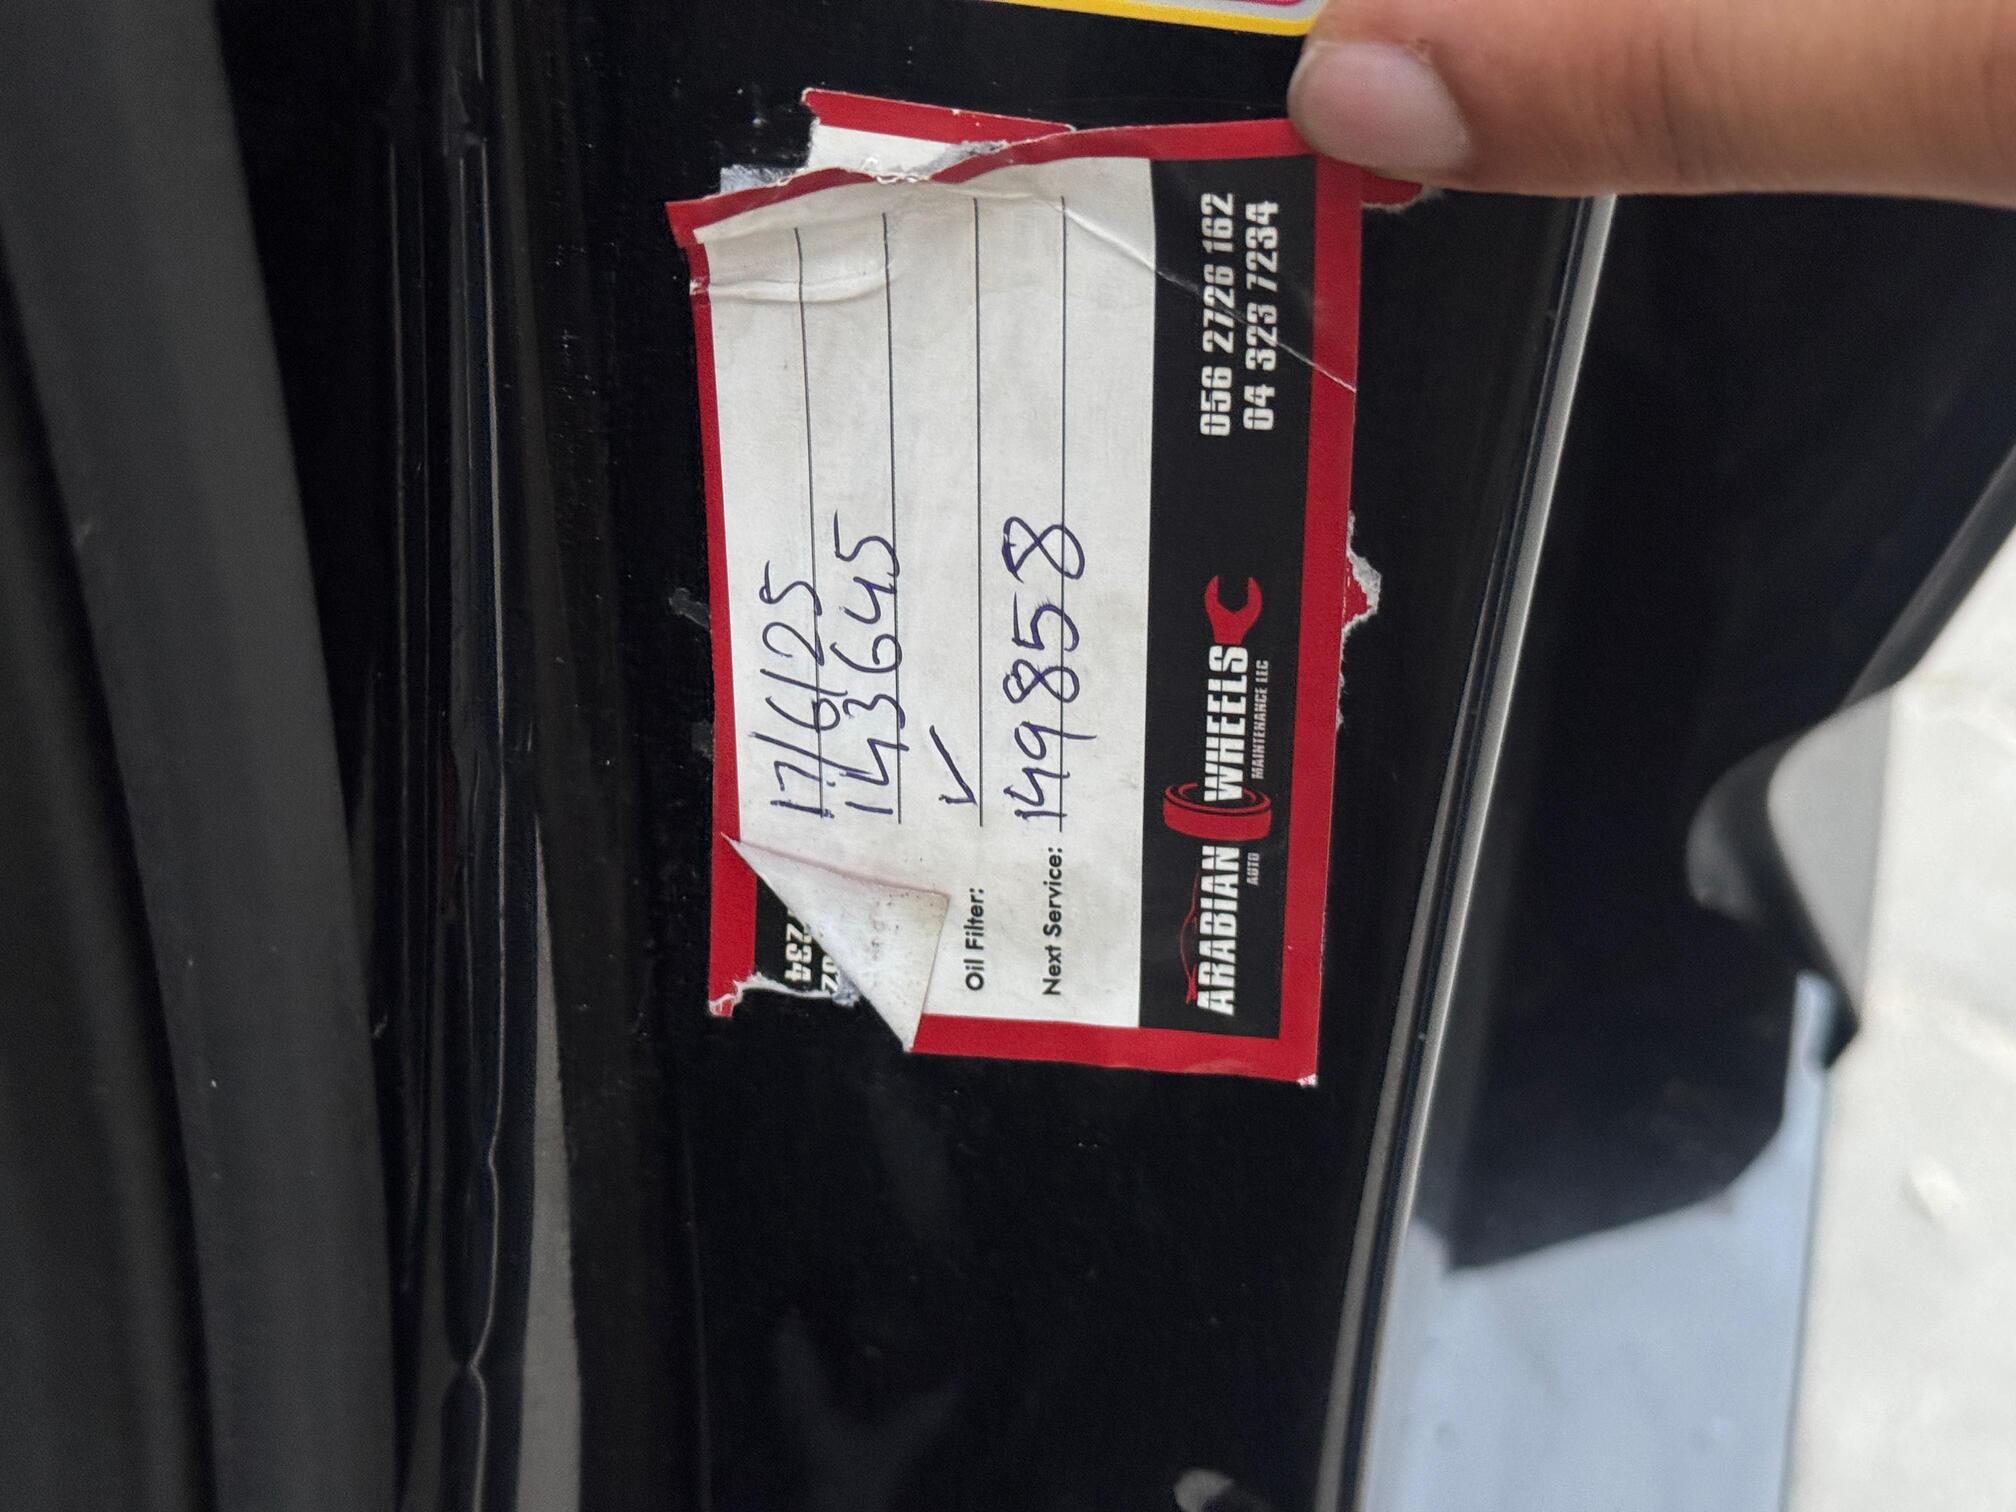 17/6/25
143645
Oil Filter: ✓
Next Service: 149858
ARABIAN WHEELS
AUTO MAINTENANCE LLC
056 2726 162
04 323 7234
234